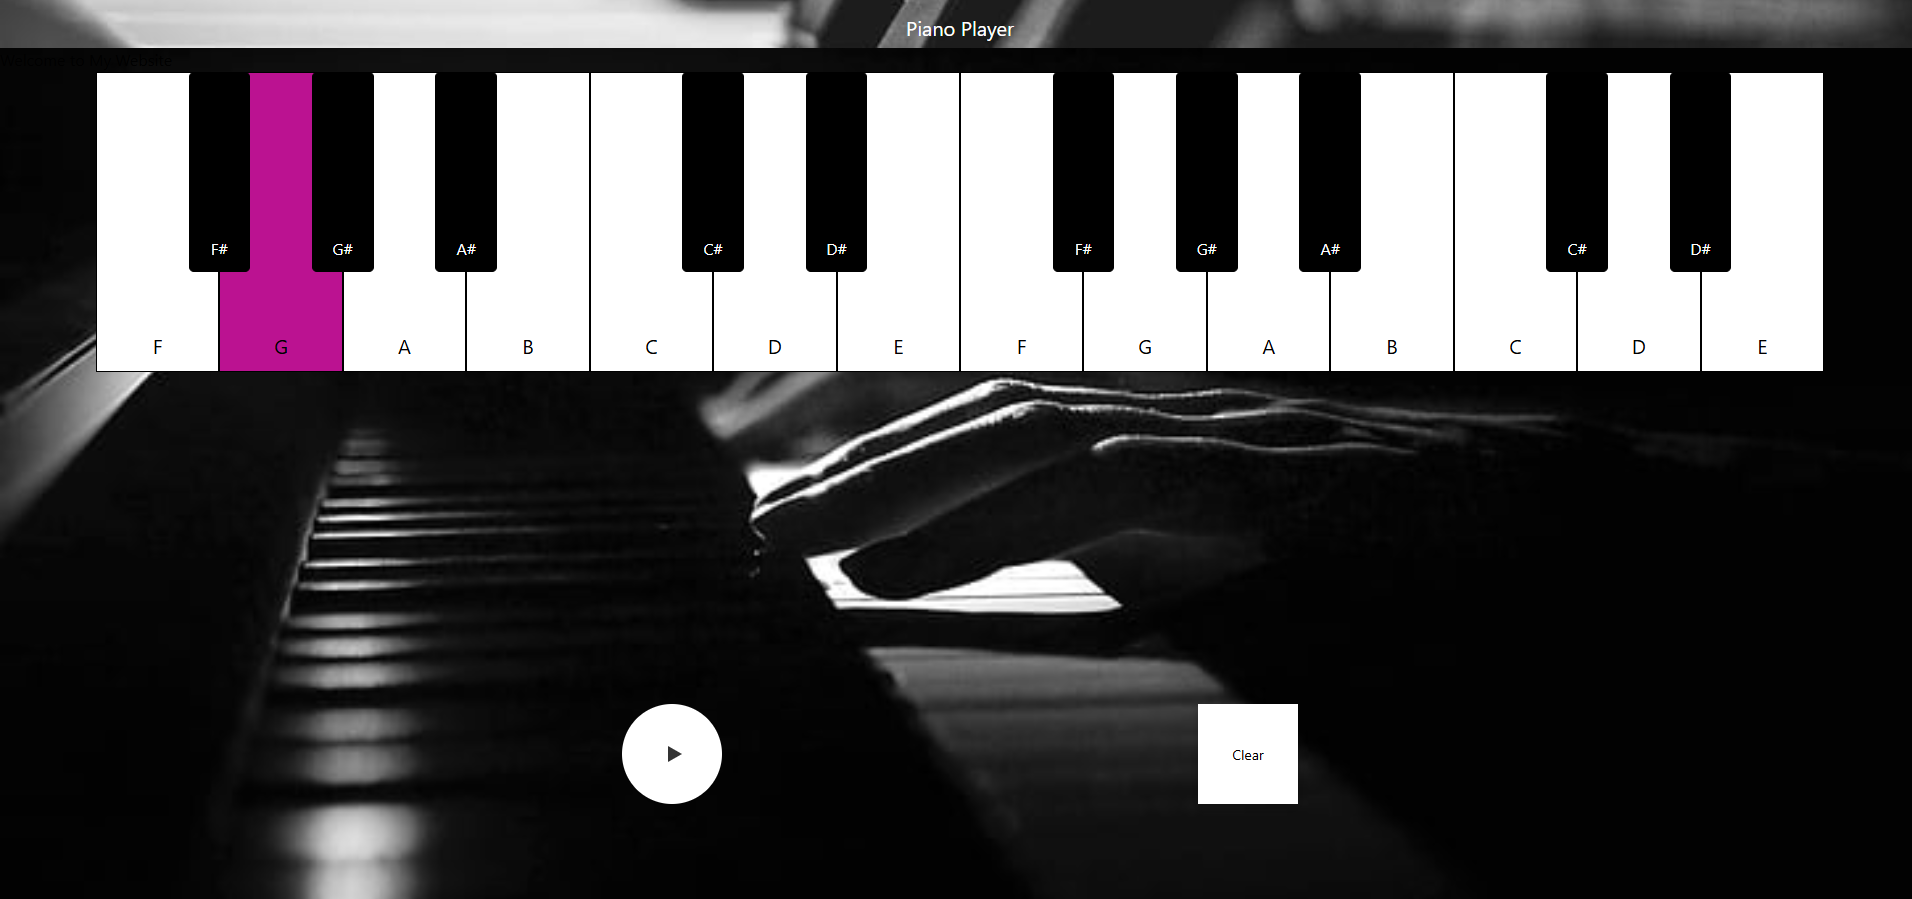 Piano Player
Welcome to My Website
F# G# A# C# D# F# G# A# C# D#
F G A B C D E F G A B C D E
Clear